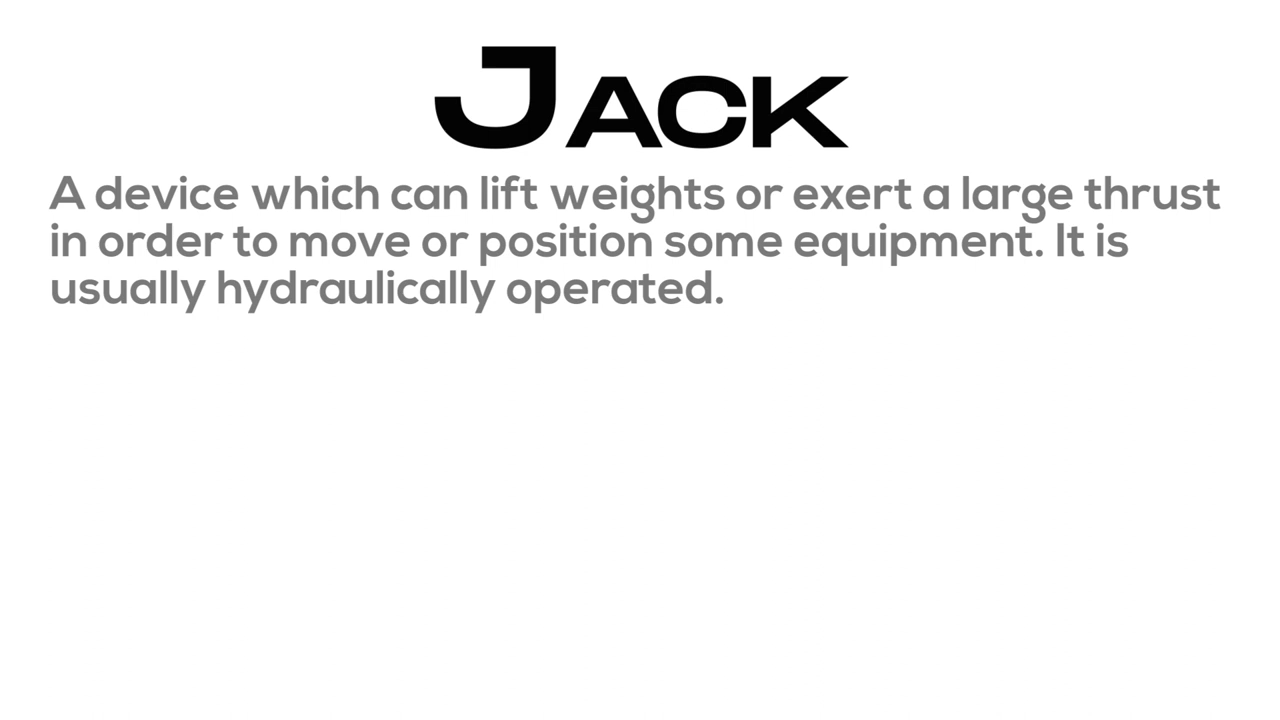 Jack
A device which can lift weights or exert a large thrust
in order to move or position some equipment. It is
usually hydraulically operated.